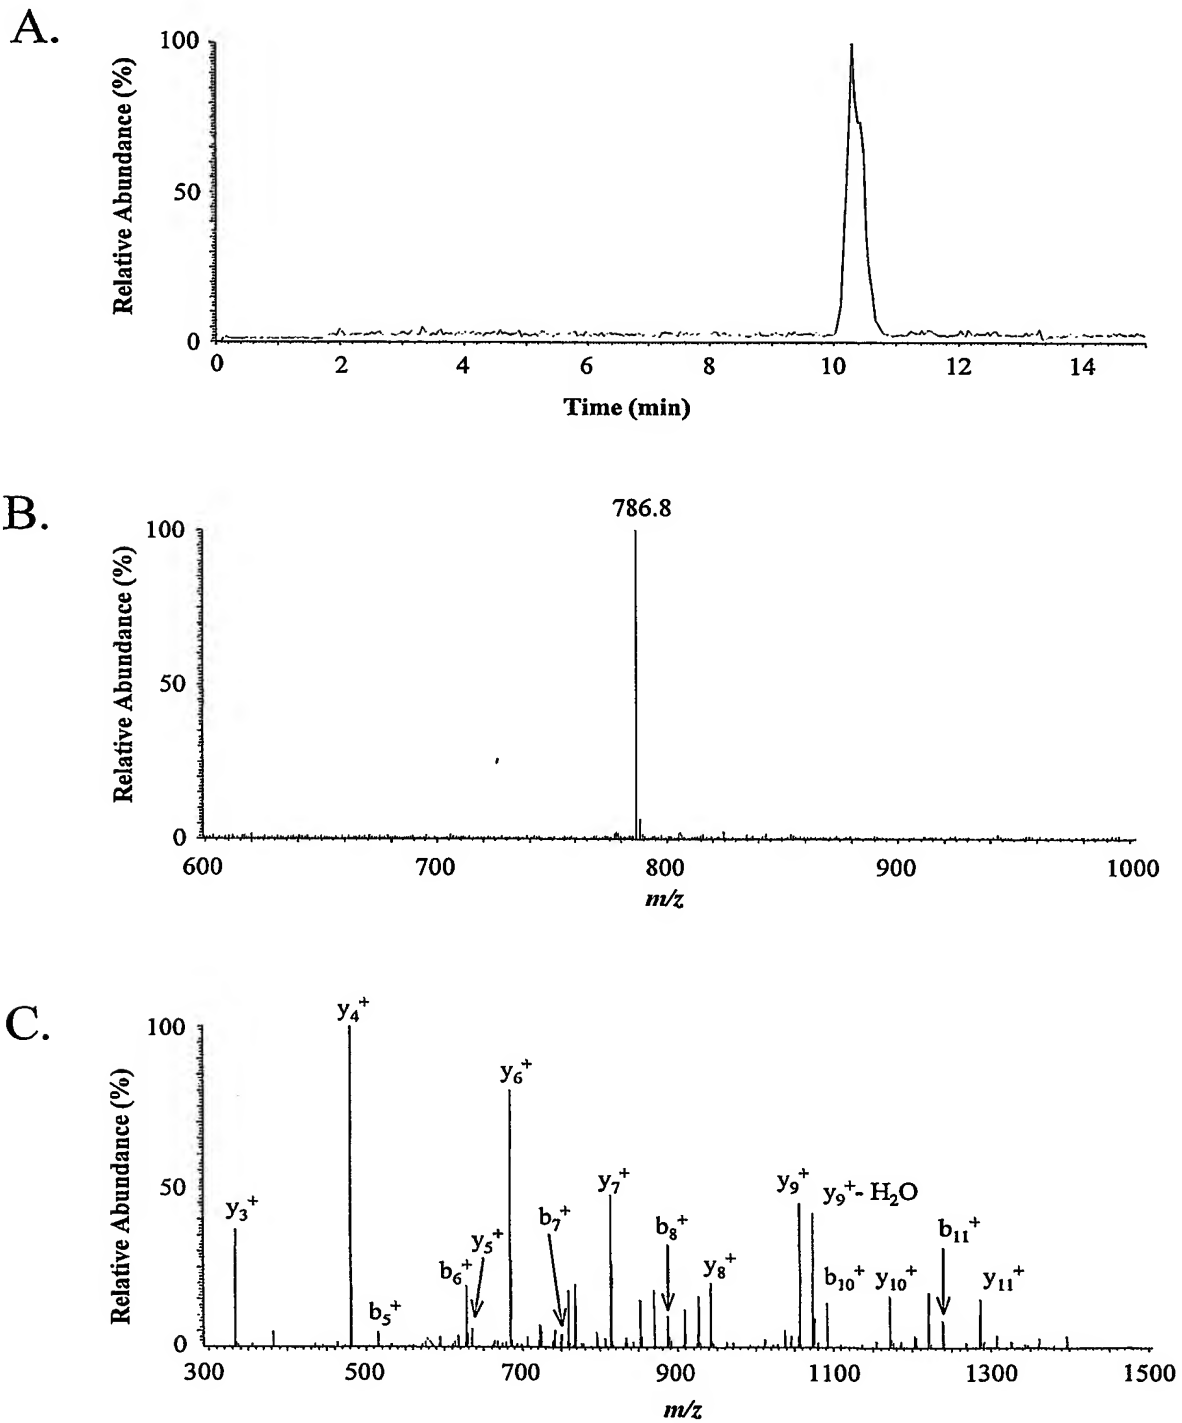 A.
Relative Abundance (%)
100
50
0
0 2 4 6 8 10 12 14
Time (min)
B.
786.8
Relative Abundance (%)
100
50
0
600 700 800 900 1000
m/z
C.
Relative Abundance (%)
100
50
0
y₃⁺
y₄⁺
b₅⁺
b₆⁺
y₅⁺
y₆⁺
b₇⁺
y₇⁺
b₈⁺
y₈⁺
y₉⁺
y₉⁺- H₂O
b₁₀⁺
y₁₀⁺
b₁₁⁺
y₁₁⁺
300 500 700 900 1100 1300 1500
m/z